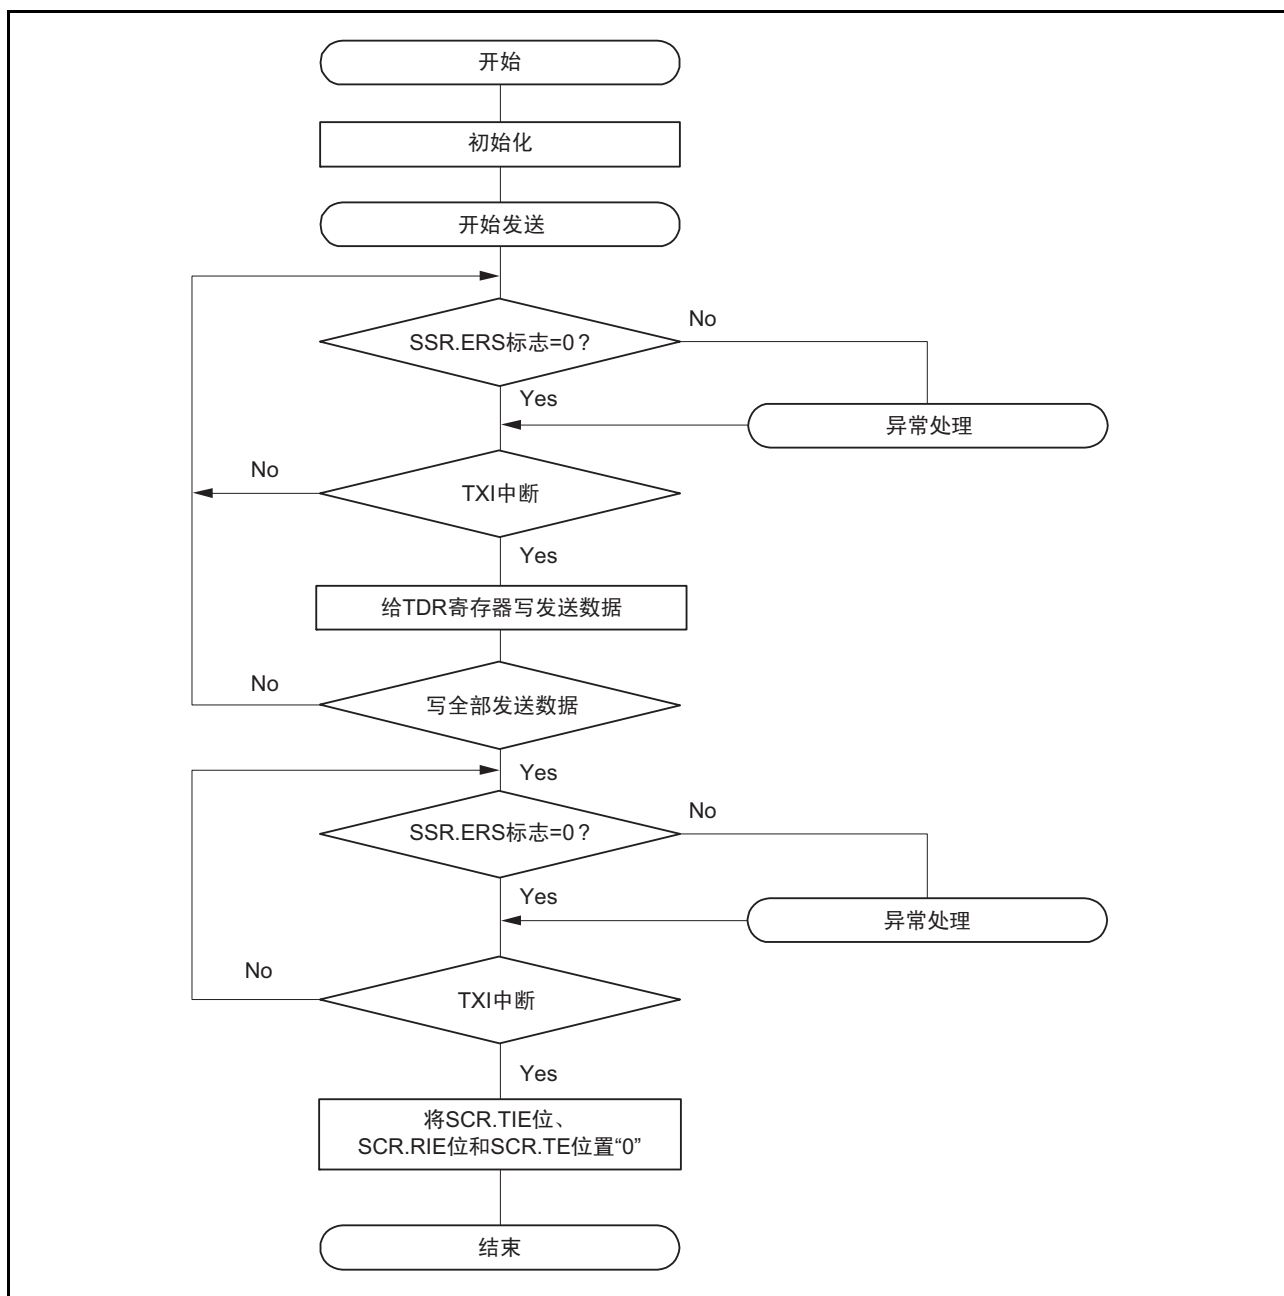 开始
初始化
开始发送
SSR.ERS标志=0？
No
Yes
异常处理
No
TXI中断
Yes
给TDR寄存器写发送数据
No
写全部发送数据
Yes
SSR.ERS标志=0？
No
Yes
异常处理
No
TXI中断
Yes
将SCR.TIE位、
SCR.RIE位和SCR.TE位置“0”
结束